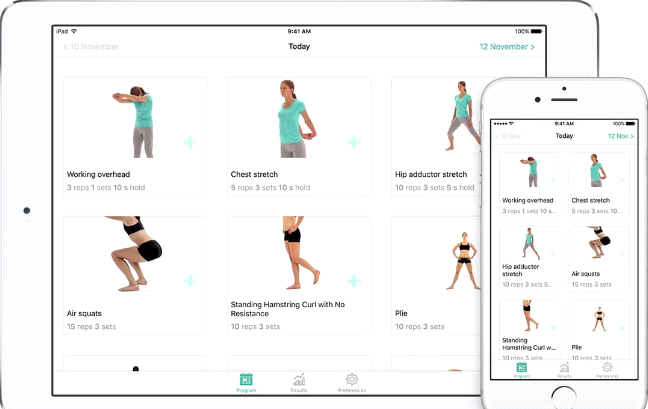 iPad
9:41 AM
100%
< 10 November
Today
12 November >
Working overhead
3 reps 1 sets 10 s hold
Chest stretch
5 reps 3 sets 10 s hold
Hip adductor stretch
10 reps 3 sets 5 s hold
Air squats
15 reps 3 sets
Standing Hamstring Curl with No
Resistance
10 reps 3 sets
Plie
10 reps 3 sets
Program
Results
Preferences
9:41 AM
100%
< 10 Nov
Today
12 Nov >
Working overhead
3 reps 1 sets 10 s...
Chest stretch
5 reps 3 sets 10...
Hip adductor
stretch
10 reps 3 sets 5...
Air squats
15 reps 3 sets
Standing
Hamstring Curl w...
10 reps 3 sets
Plie
10 reps 3 sets
Program
Results
Preferences